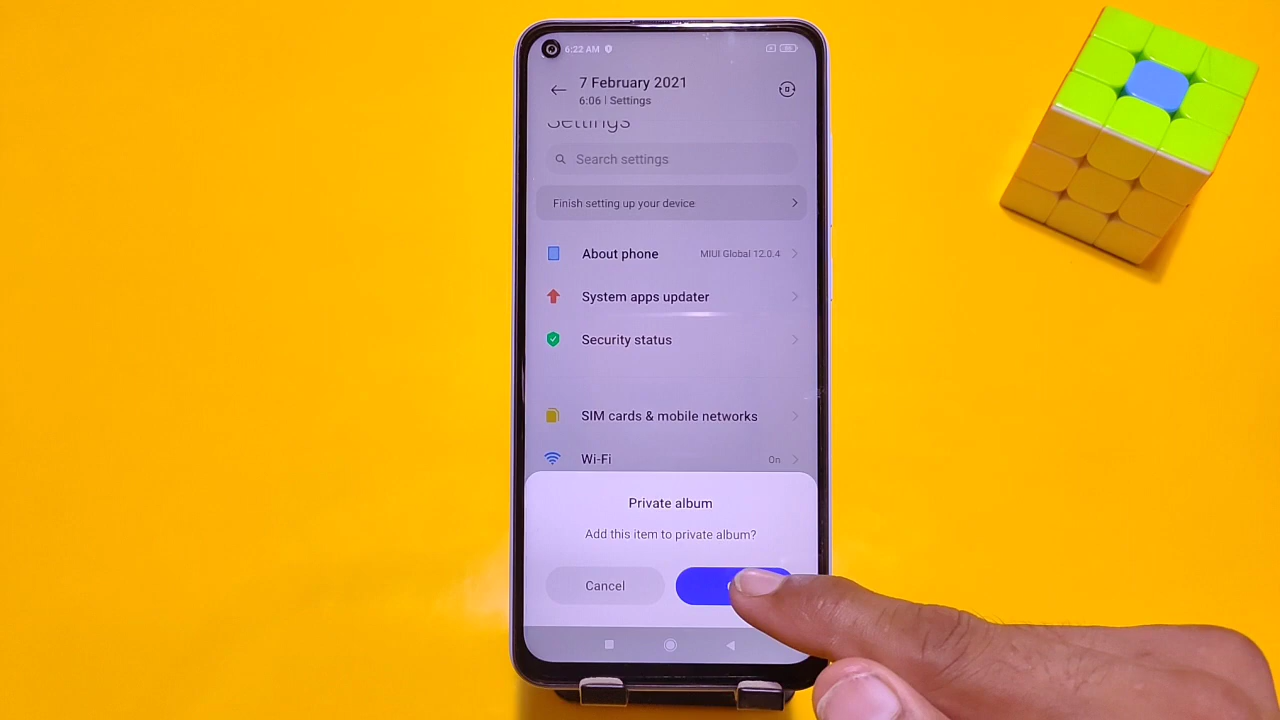 6:22 AM
7 February 2021
6:06 | Settings
Settings
Search settings
Finish setting up your device
About phone MIUI Global 12.0.4
System apps updater
Security status
SIM cards & mobile networks
Wi-Fi On
Private album
Add this item to private album?
Cancel